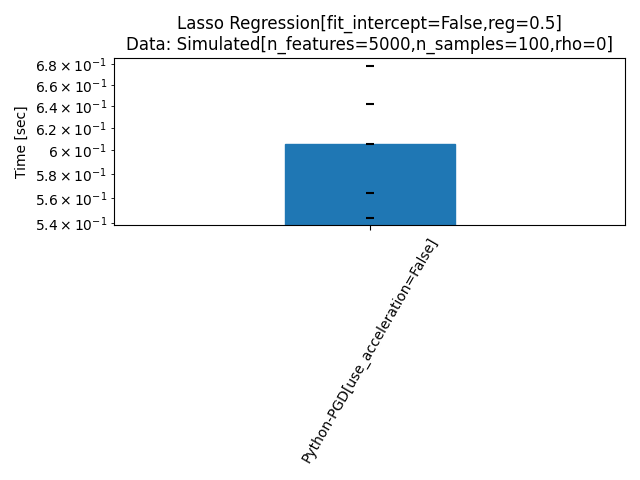 Lasso Regression[fit_intercept=False,reg=0.5]
Data: Simulated[n_features=5000,n_samples=100,rho=0]
Time [sec]
6.8 × 10⁻¹
6.6 × 10⁻¹
6.4 × 10⁻¹
6.2 × 10⁻¹
6 × 10⁻¹
5.8 × 10⁻¹
5.6 × 10⁻¹
5.4 × 10⁻¹
Python-PGD[use_acceleration=False]